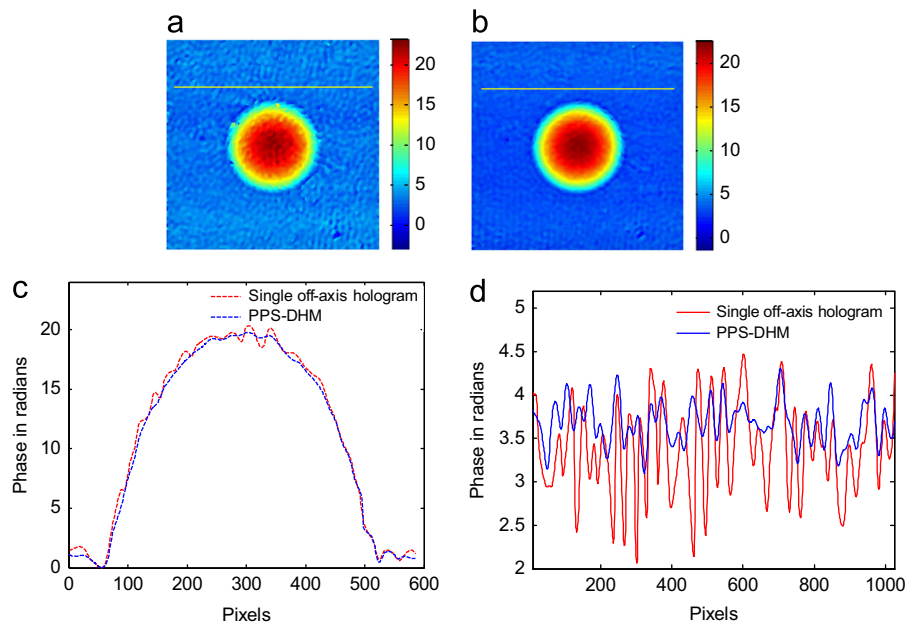 a
20
15
10
5
0
b
20
15
10
5
0
c
Phase in radians
20
15
10
5
0
Single off-axis hologram
PPS-DHM
0 100 200 300 400 500 600
Pixels
d
Phase in radians
5
4.5
4
3.5
3
2.5
2
Single off-axis hologram
PPS-DHM
200 400 600 800 1000
Pixels